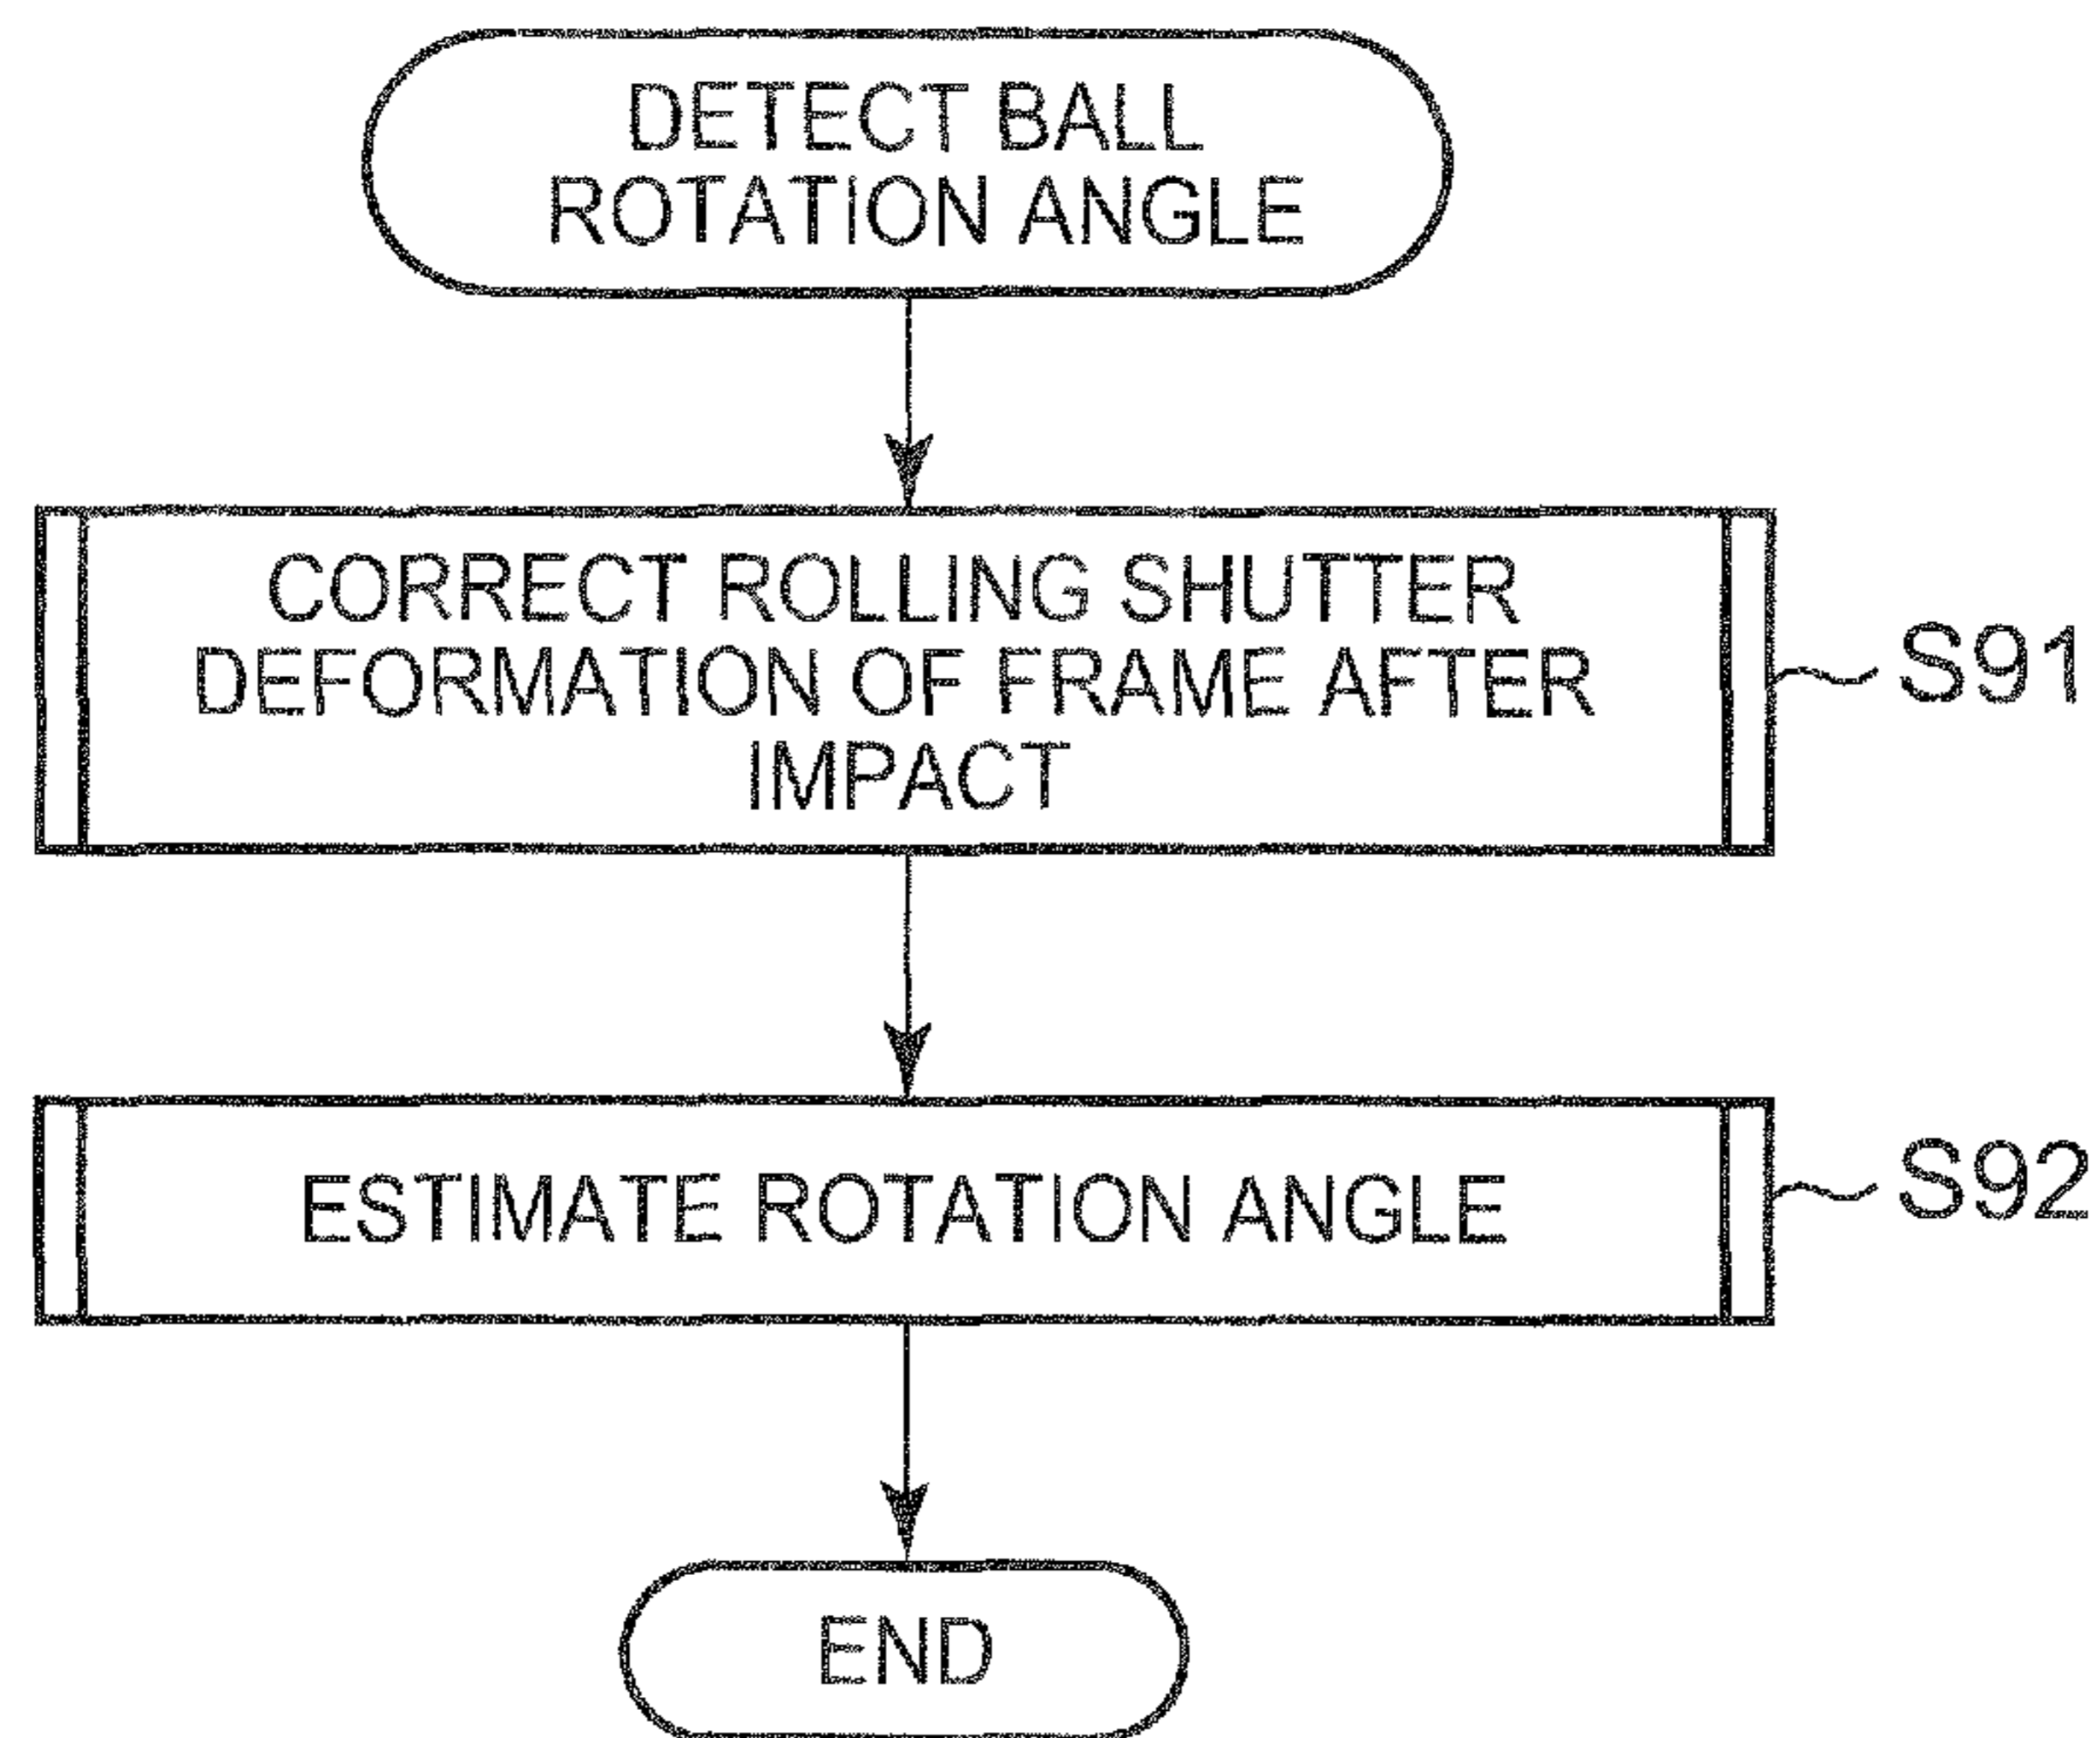 DETECT BALL
ROTATION ANGLE
CORRECT ROLLING SHUTTER
DEFORMATION OF FRAME AFTER
IMPACT
S91
ESTIMATE ROTATION ANGLE
S92
END